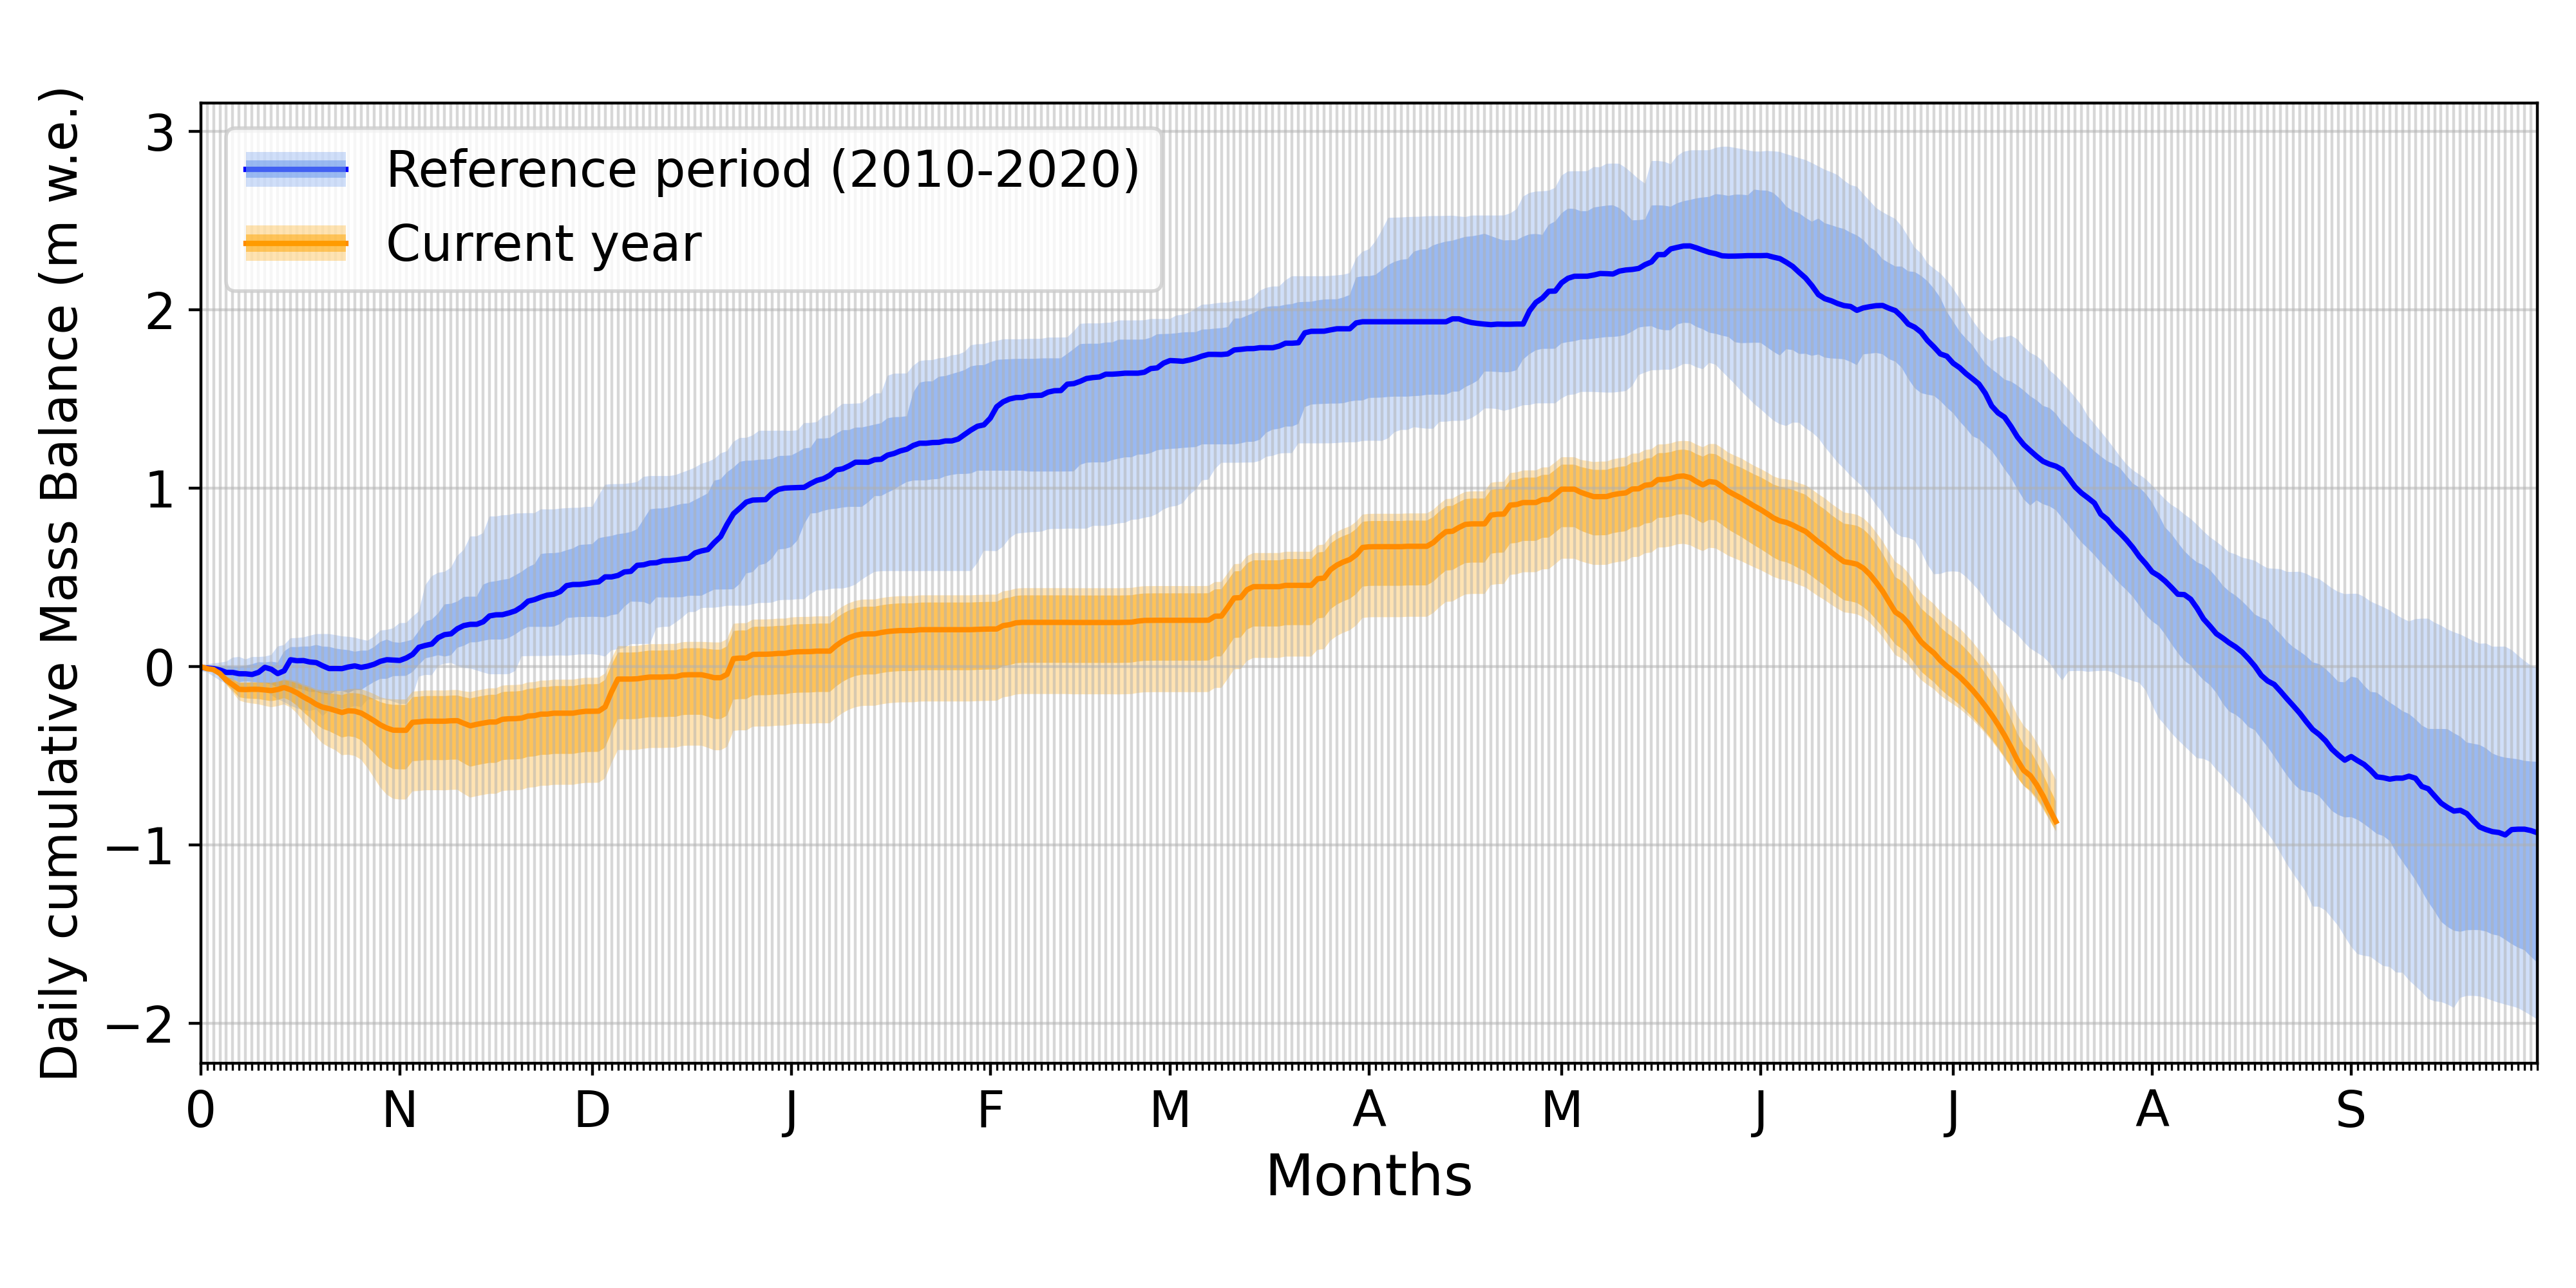 Daily cumulative Mass Balance (m w.e.)
3
2
1
0
−1
−2
Reference period (2010-2020)
Current year
0 N D J F M A M J J A S
Months